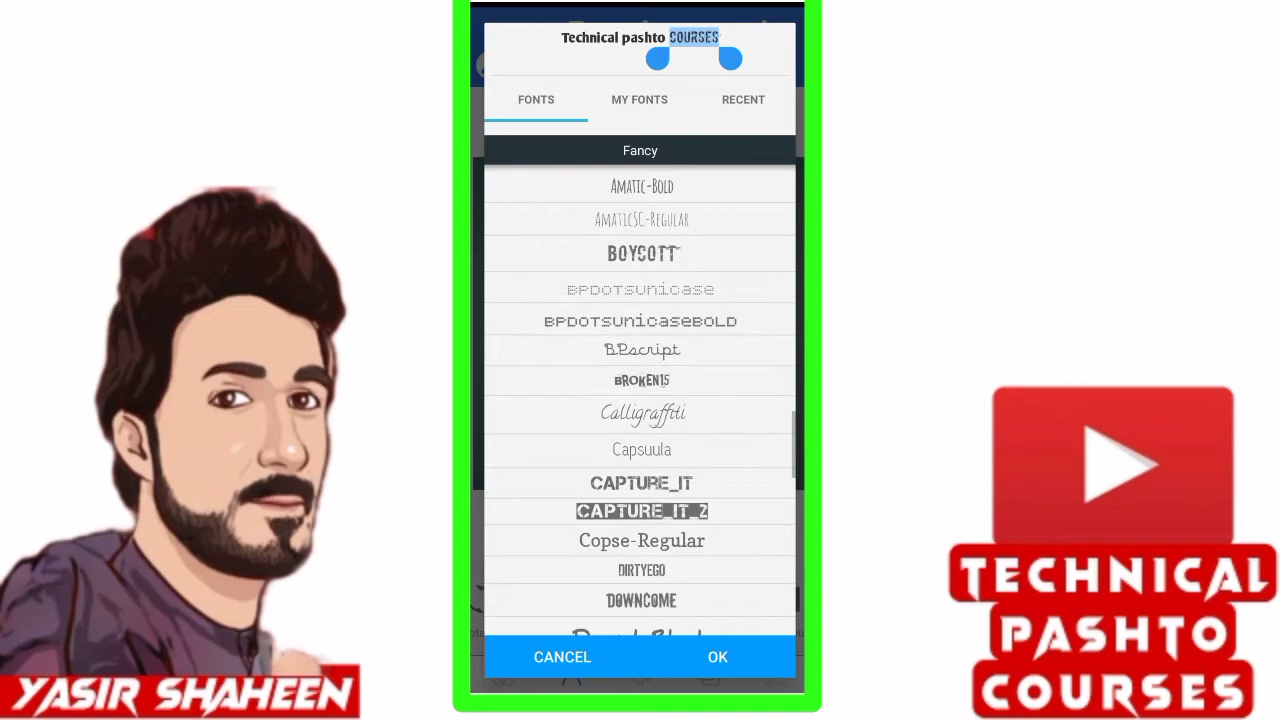 Technical pashto COURSES
FONTS
MY FONTS
RECENT
Fancy
AMATIC-BOLD
AMATICSC-REGULAR
BOYCOTT
BPDOTSUNICASE
BPDOTSUNICASEBOLD
BPscript
BROKEN15
Calligraffiti
Capsuula
CAPTURE_IT
CAPTURE_IT_2
Copse-Regular
DIRTYEGO
DOWNCOME
CANCEL
OK
YASIR SHAHEEN
TECHNICAL
PASHTO
COURSES